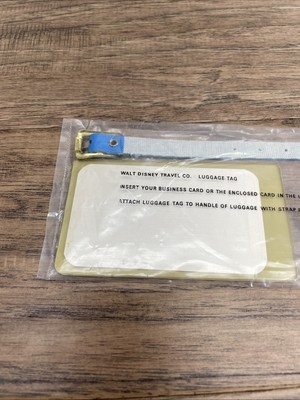 WALT DISNEY TRAVEL CO. LUGGAGE TAG
INSERT YOUR BUSINESS CARD OR THE ENCLOSED CARD IN THE
ATTACH LUGGAGE TAG TO HANDLE OF LUGGAGE WITH STRAP